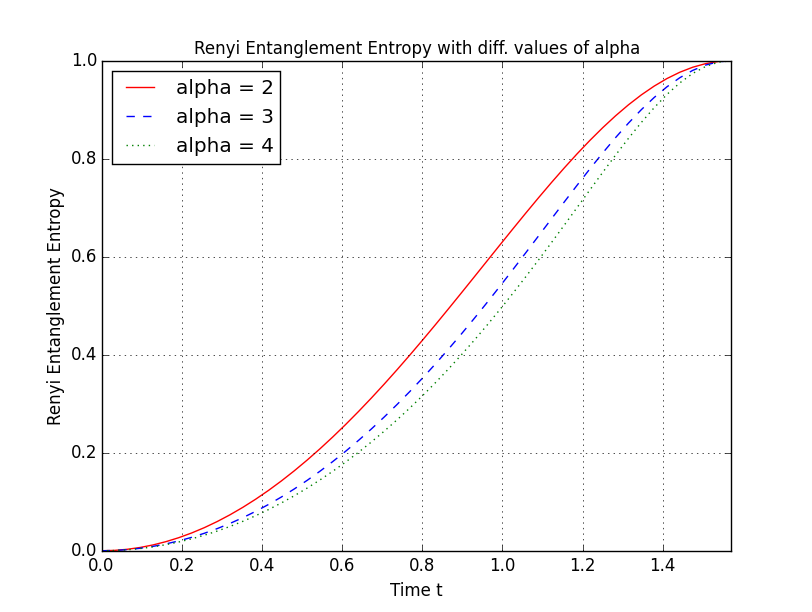 Renyi Entanglement Entropy with diff. values of alpha
alpha = 2
alpha = 3
alpha = 4
Renyi Entanglement Entropy
1.0
0.8
0.6
0.4
0.2
0.0
0.0 0.2 0.4 0.6 0.8 1.0 1.2 1.4
Time t